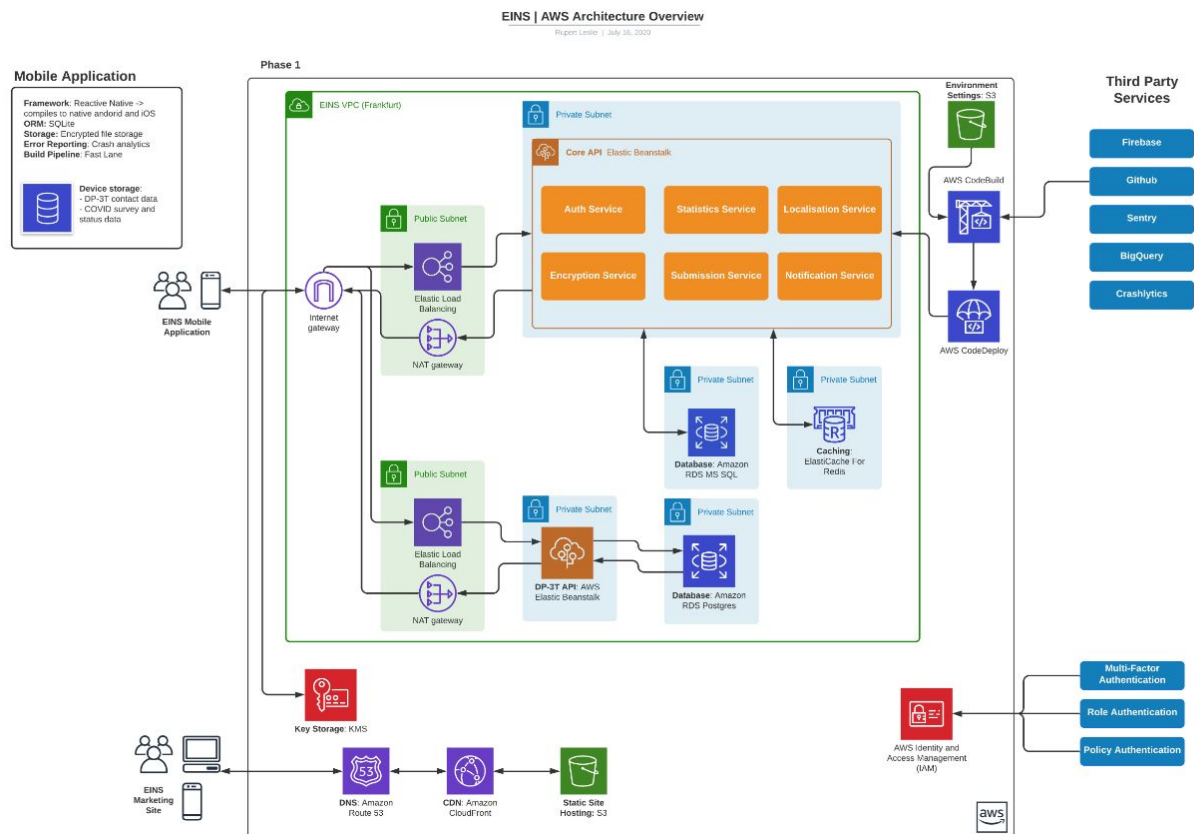 EINS | AWS Architecture Overview
Rupert Leslie | July 16, 2020
Phase 1
Mobile Application
Framework: Reactive Native ->
compiles to native andorid and iOS
ORM: SQLite
Storage: Encrypted file storage
Error Reporting: Crash analytics
Build Pipeline: Fast Lane
Device storage:
- DP-3T contact data
- COVID survey and
status data
EINS Mobile
Application
Internet
gateway
EINS VPC (Frankfurt)
Public Subnet
Elastic Load
Balancing
NAT gateway
Private Subnet
Core API Elastic Beanstalk
Auth Service
Statistics Service
Localisation Service
Encryption Service
Submission Service
Notification Service
Private Subnet
Database: Amazon
RDS MS SQL
Private Subnet
Caching:
ElastiCache For
Redis
Public Subnet
Elastic Load
Balancing
NAT gateway
Private Subnet
DP-3T API: AWS
Elastic Beanstalk
Private Subnet
Database: Amazon
RDS Postgres
Environment
Settings: S3
AWS CodeBuild
AWS CodeDeploy
Third Party
Services
Firebase
Github
Sentry
BigQuery
Crashlytics
Key Storage: KMS
AWS Identity and
Access Management
(IAM)
Multi-Factor
Authentication
Role Authentication
Policy Authentication
EINS
Marketing
Site
53
DNS: Amazon
Route 53
CDN: Amazon
CloudFront
Static Site
Hosting: S3
R
aws